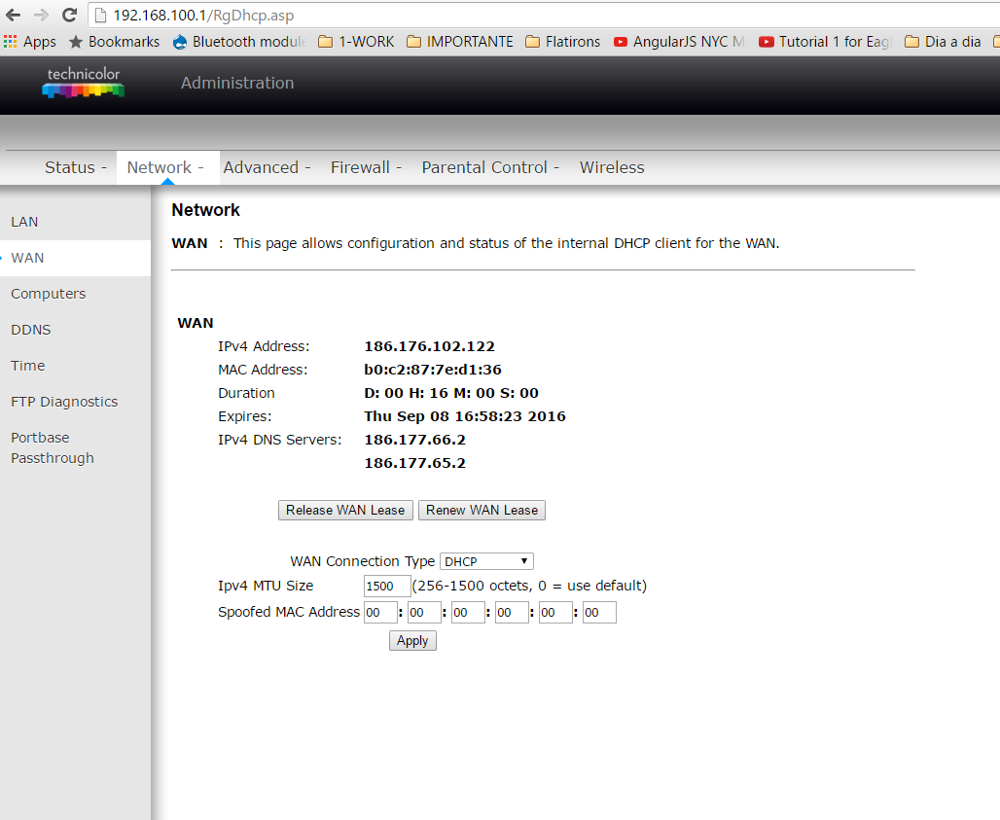 192.168.100.1/RgDhcp.asp
Apps Bookmarks Bluetooth module 1-WORK IMPORTANTE Flatirons AngularJS NYC M Tutorial 1 for Eag Dia a dia
technicolor Administration
Status - Network - Advanced - Firewall - Parental Control - Wireless
LAN
WAN
Computers
DDNS
Time
FTP Diagnostics
Portbase
Passthrough
Network
WAN : This page allows configuration and status of the internal DHCP client for the WAN.
WAN
IPv4 Address: 186.176.102.122
MAC Address: b0:c2:87:7e:d1:36
Duration D: 00 H: 16 M: 00 S: 00
Expires: Thu Sep 08 16:58:23 2016
IPv4 DNS Servers: 186.177.66.2
186.177.65.2
Release WAN Lease Renew WAN Lease
WAN Connection Type DHCP
Ipv4 MTU Size 1500 (256-1500 octets, 0 = use default)
Spoofed MAC Address 00 : 00 : 00 : 00 : 00 : 00
Apply